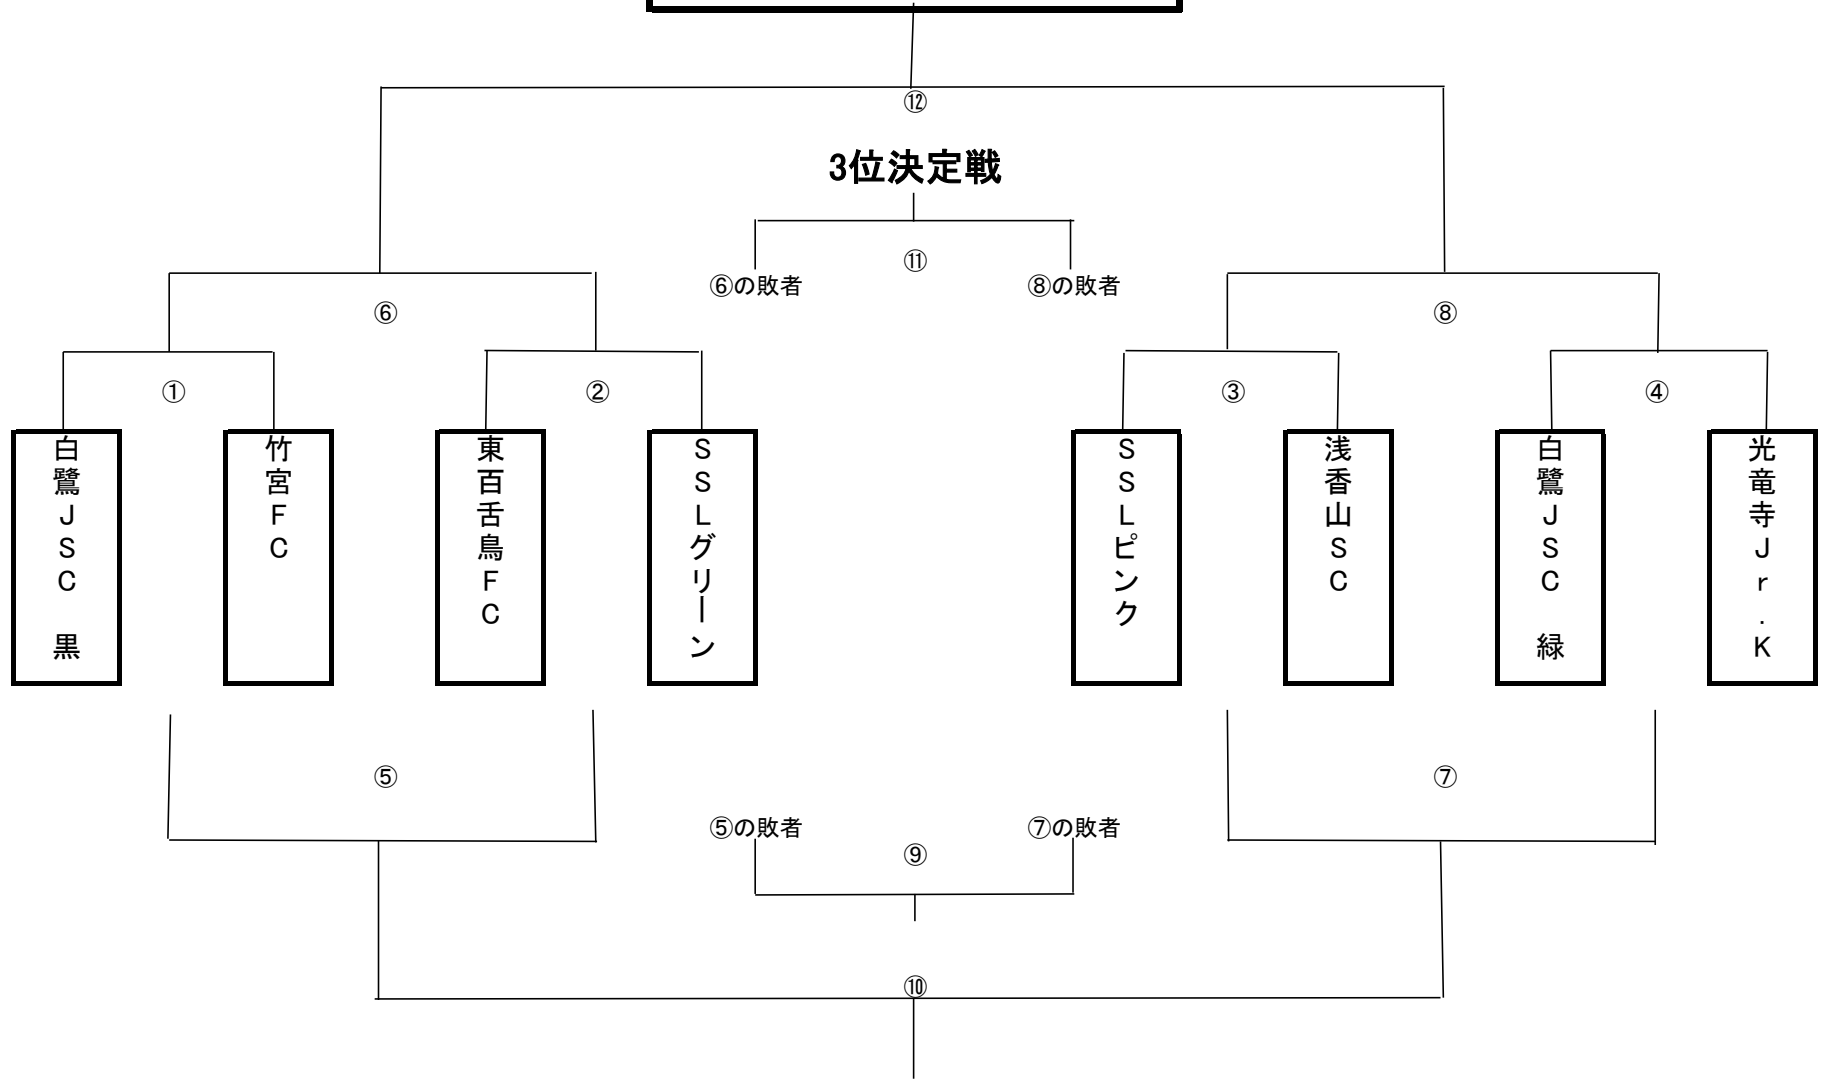 ⑫
3位決定戦
⑪
⑥の敗者
⑧の敗者
⑥
⑧
①
②
③
④
白鷺JSC　黒
竹宮FC
東百舌鳥FC
SSLグリーン
SSLピンク
浅香山SC
白鷺JSC　緑
光竜寺Jr.K
⑤
⑦
⑤の敗者
⑦の敗者
⑨
⑩